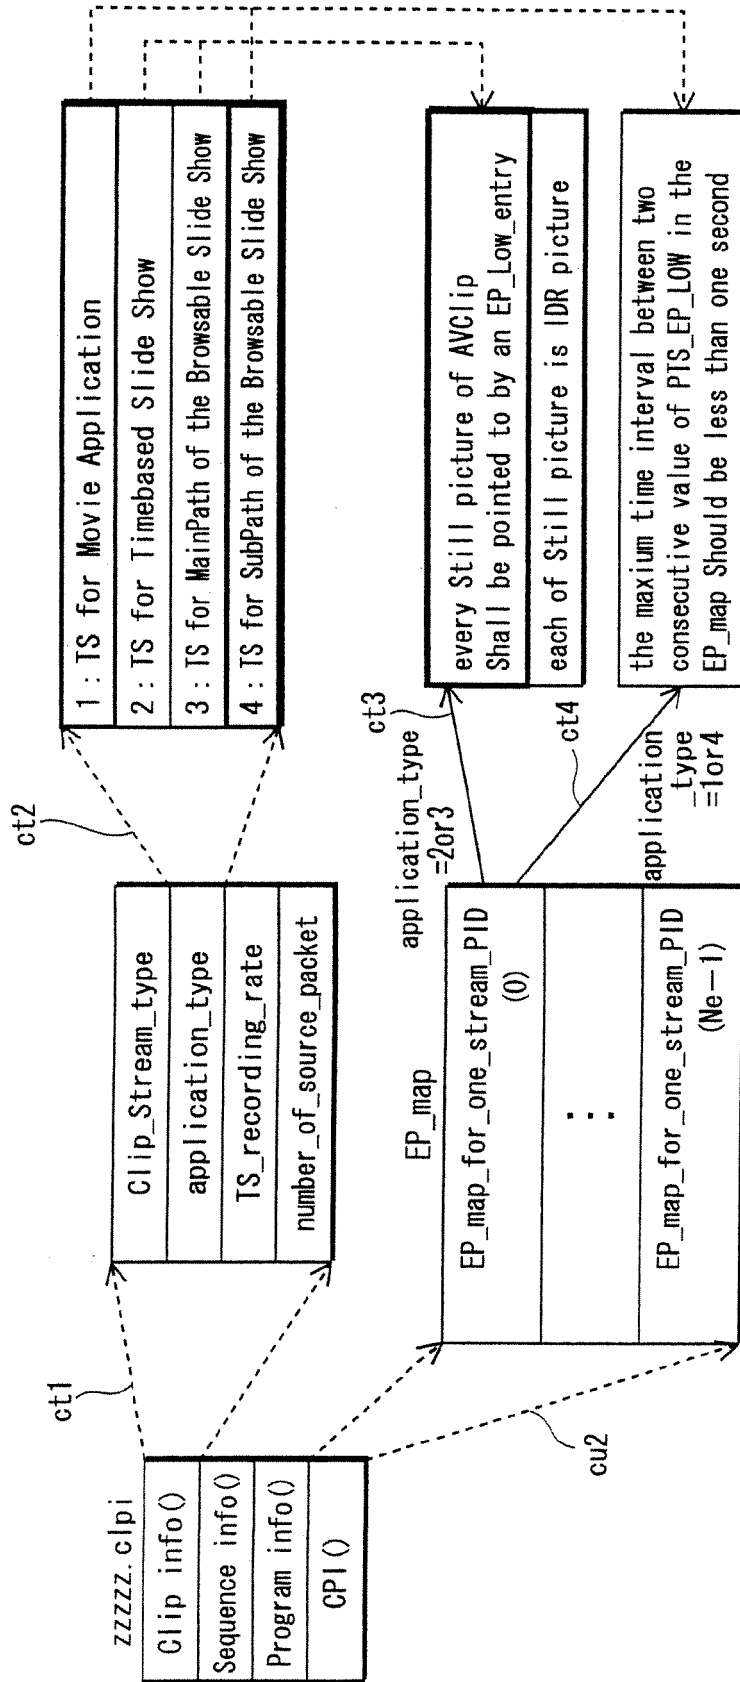 zzzzz.clpi
Clip info()
Sequence info()
Program info()
CPI()
ct1
cu2
Clip_Stream_type
application_type
TS_recording_rate
number_of_source_packet
ct2
1:TS for Movie Application
2:TS for Timebased Slide Show
3:TS for MainPath of the Browsable Slide Show
4:TS for SubPath of the Browsable Slide Show
EP_map
EP_map_for_one_stream_PID
(0)
...
EP_map_for_one_stream_PID
(Ne-1)
application_type
=2or3
ct3
ct4
application
_type
=1or4
every Still picture of AVClip
Shall be pointed to by an EP_Low_entry
each of Still picture is IDR picture
the maxium time interval between two
consecutive value of PTS_EP_LOW in the
EP_map Should be less than one second